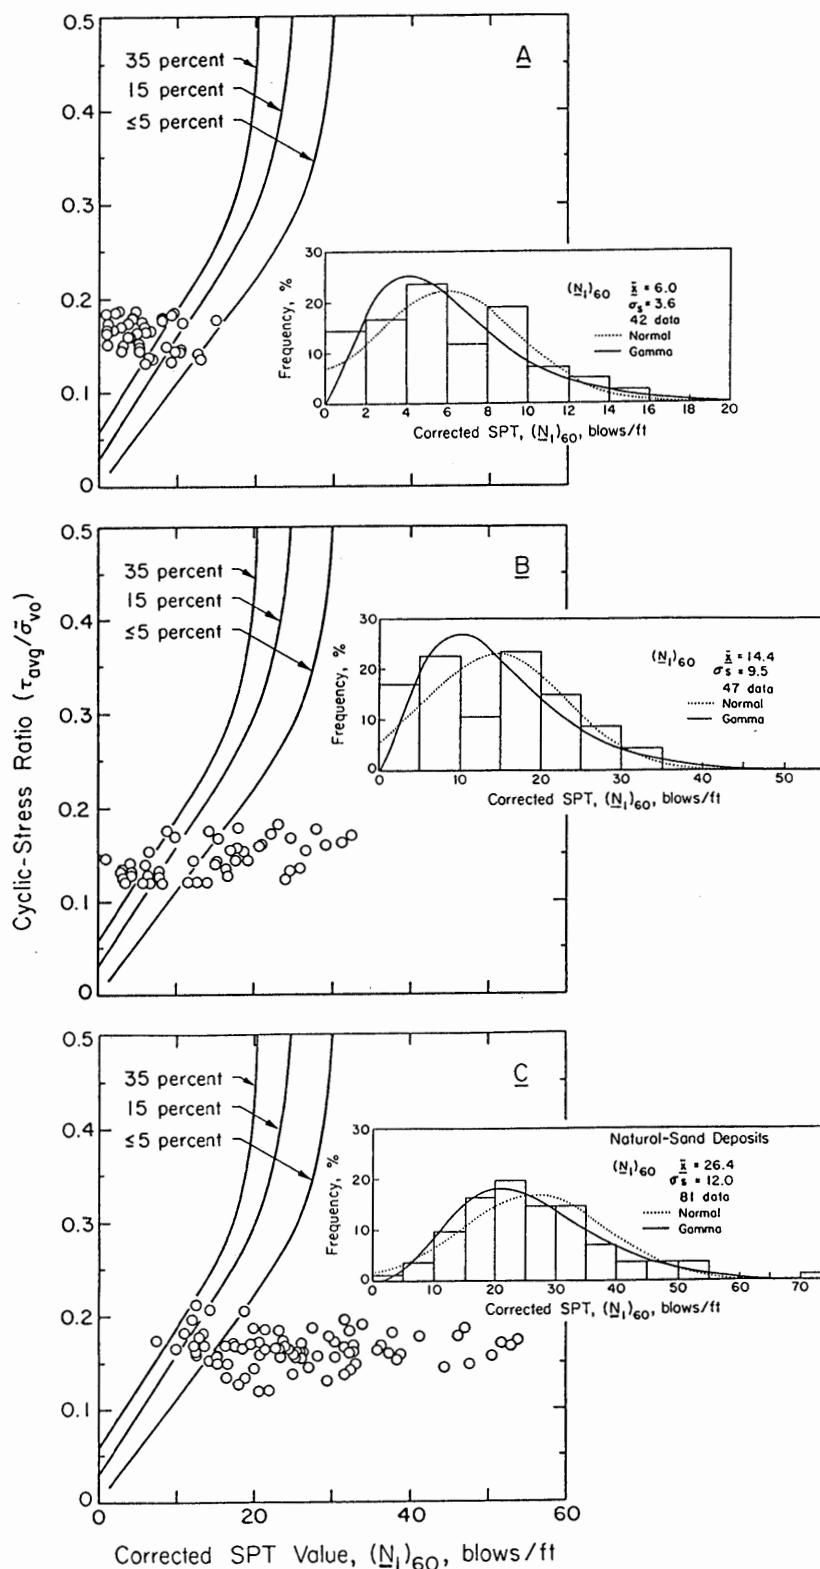 Cyclic-Stress Ratio (τavg/σ̄vo)
0.5
0.4
0.3
0.2
0.1
0
35 percent
15 percent
≤5 percent
A
30
20
10
0
Frequency, %
(N1)60 x̄ = 6.0
σs = 3.6
42 data
Normal
Gamma
0 2 4 6 8 10 12 14 16 18 20
Corrected SPT, (N1)60, blows/ft
0.5
0.4
0.3
0.2
0.1
0
35 percent
15 percent
≤5 percent
B
30
20
10
0
Frequency, %
(N1)60 x̄ = 14.4
σs = 9.5
47 data
Normal
Gamma
0 10 20 30 40 50
Corrected SPT, (N1)60, blows/ft
0.5
0.4
0.3
0.2
0.1
0
35 percent
15 percent
≤5 percent
C
30
20
10
0
Frequency, %
Natural-Sand Deposits
(N1)60 x̄ = 26.4
σs = 12.0
81 data
Normal
Gamma
0 10 20 30 40 50 60 70
Corrected SPT, (N1)60, blows/ft
0 20 40 60
Corrected SPT Value, (N1)60, blows/ft